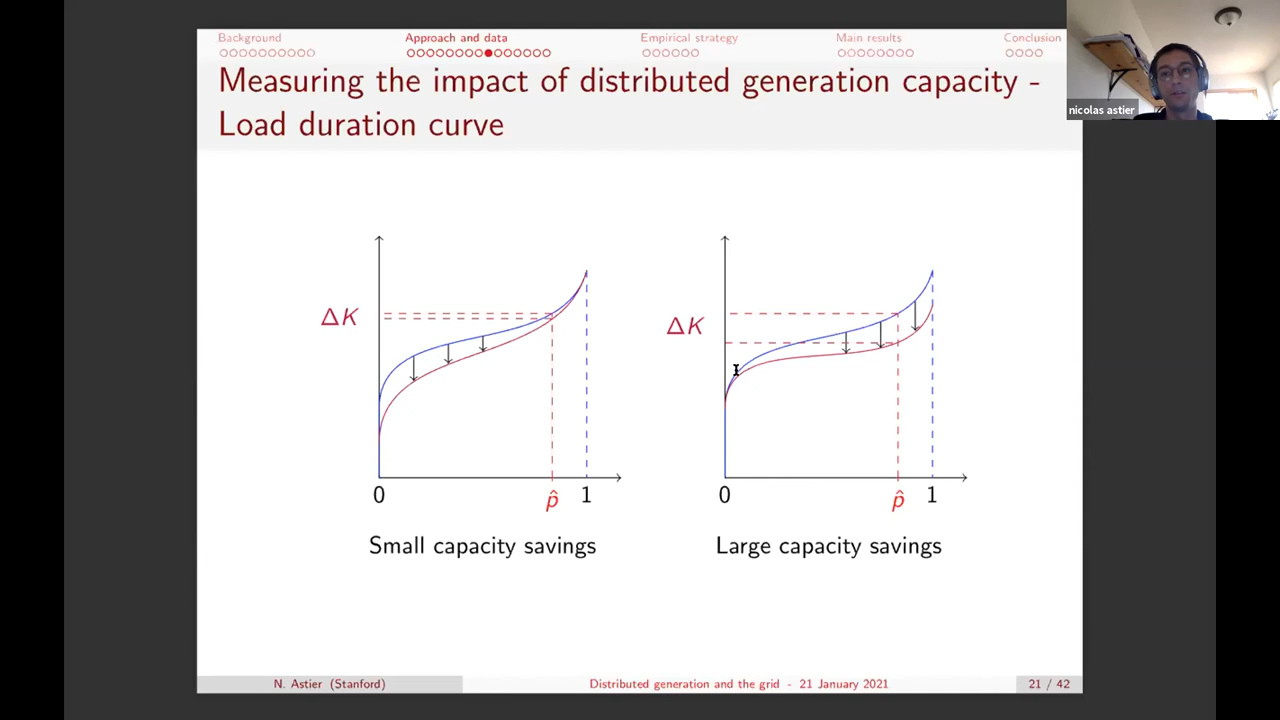 Background
Approach and data
Empirical strategy
Main results
Conclusion
Measuring the impact of distributed generation capacity -
Load duration curve
nicolas astier
ΔK
0
p̂
1
Small capacity savings
ΔK
0
p̂
1
Large capacity savings
N. Astier (Stanford)
Distributed generation and the grid - 21 January 2021
21 / 42